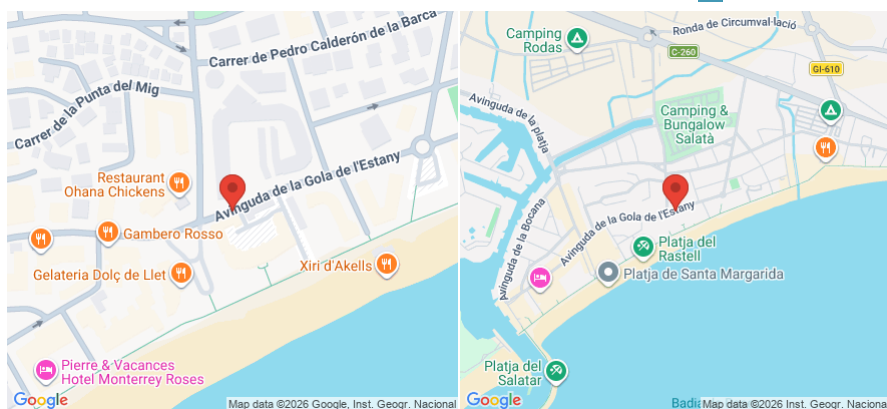 Carrer de Pedro Calderón de la Barca
Carrer de la Punta del Mig
Restaurant
Ohana Chickens
Avinguda de la Gola de l'Estany
Gambero Rosso
Gelateria Dolç de Llet
Xiri d'Akells
Pierre & Vacances
Hotel Monterrey Roses
Google
Map data ©2026 Google, Inst. Geogr. Nacional
Camping
Rodas
Ronda de Circumval·lació
C-260
GI-610
Avinguda de la platja
Camping &
Bungalow
Salatà
Avinguda de la Bocana
Avinguda de la Gola de l'Estany
Platja del
Rastell
Platja de Santa Margarida
Platja del
Salatar
Google
Badia
Map data ©2026 Google, Inst. Geogr. Nacional